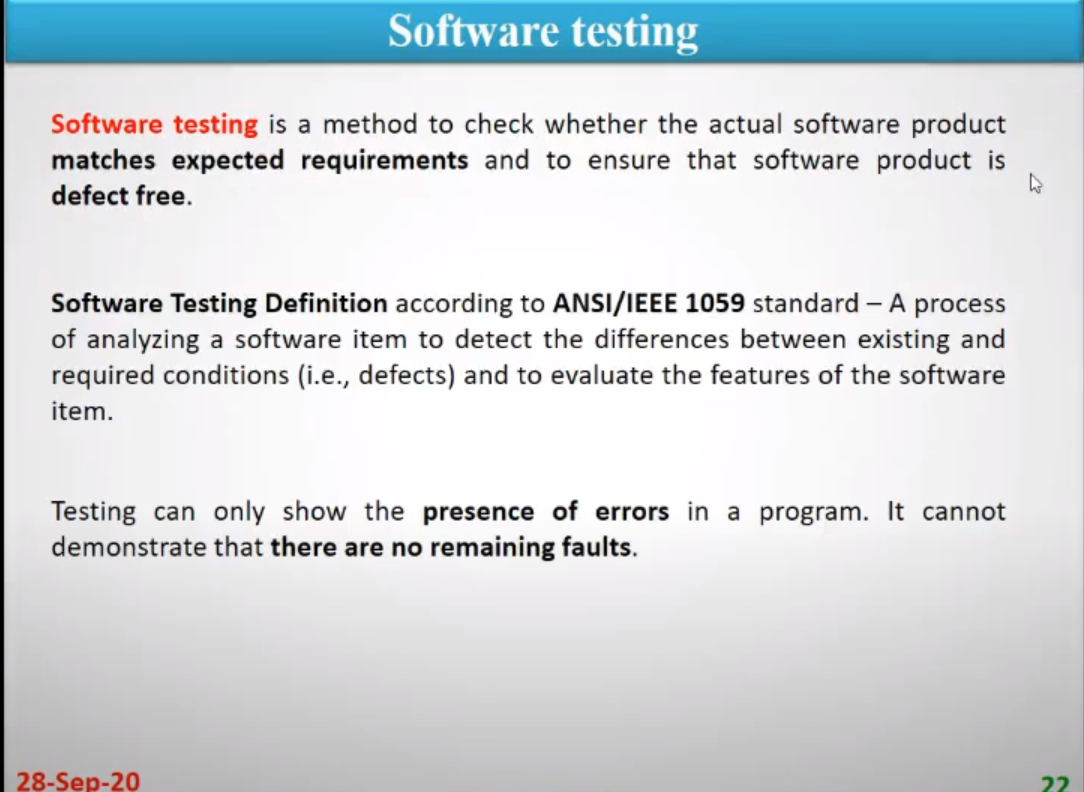 Software testing
Software testing is a method to check whether the actual software product
matches expected requirements and to ensure that software product is
defect free.
Software Testing Definition according to ANSI/IEEE 1059 standard – A process
of analyzing a software item to detect the differences between existing and
required conditions (i.e., defects) and to evaluate the features of the software
item.
Testing can only show the presence of errors in a program. It cannot
demonstrate that there are no remaining faults.
28-Sep-20
22